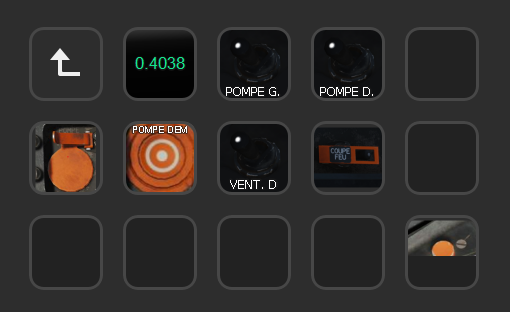 0.4038
POMPE G.
POMPE D.
POMPE DEM
VENT. D
COUPE
FEU